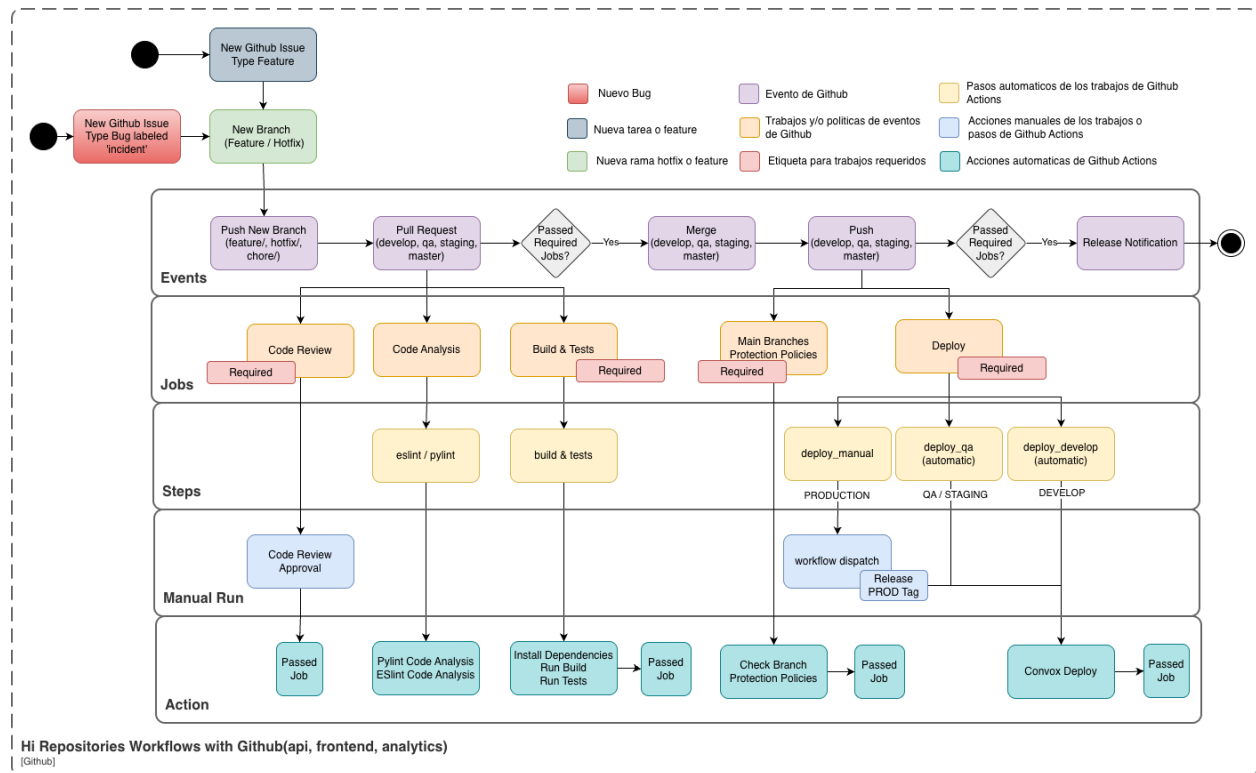 New Github Issue
Type Feature
New Github Issue
Type Bug labeled
'incident'
New Branch
(Feature / Hotfix)
Nuevo Bug
Nueva tarea o feature
Nueva rama hotfix o feature
Evento de Github
Trabajos y/o politicas de eventos
de Github
Etiqueta para trabajos requeridos
Pasos automaticos de los trabajos de Github
Actions
Acciones manuales de los trabajos o
pasos de Github Actions
Acciones automaticas de Github Actions
Push New Branch
(feature/, hotfix/,
chore/)
Pull Request
(develop, qa, staging,
master)
Passed
Required
Jobs?
Yes
Merge
(develop, qa, staging,
master)
Push
(develop, qa, staging,
master)
Passed
Required
Jobs?
Yes
Release Notification
Events
Code Review
Required
Code Analysis
Build & Tests
Required
Main Branches
Protection Policies
Required
Deploy
Required
Jobs
eslint / pylint
build & tests
deploy_manual
deploy_qa
(automatic)
deploy_develop
(automatic)
PRODUCTION
QA / STAGING
DEVELOP
Steps
Code Review
Approval
workflow dispatch
Release
PROD Tag
Manual Run
Passed
Job
Pylint Code Analysis
ESlint Code Analysis
Install Dependencies
Run Build
Run Tests
Passed
Job
Check Branch
Protection Policies
Passed
Job
Convox Deploy
Passed
Job
Action
Hi Repositories Workflows with Github(api, frontend, analytics)
[Github]